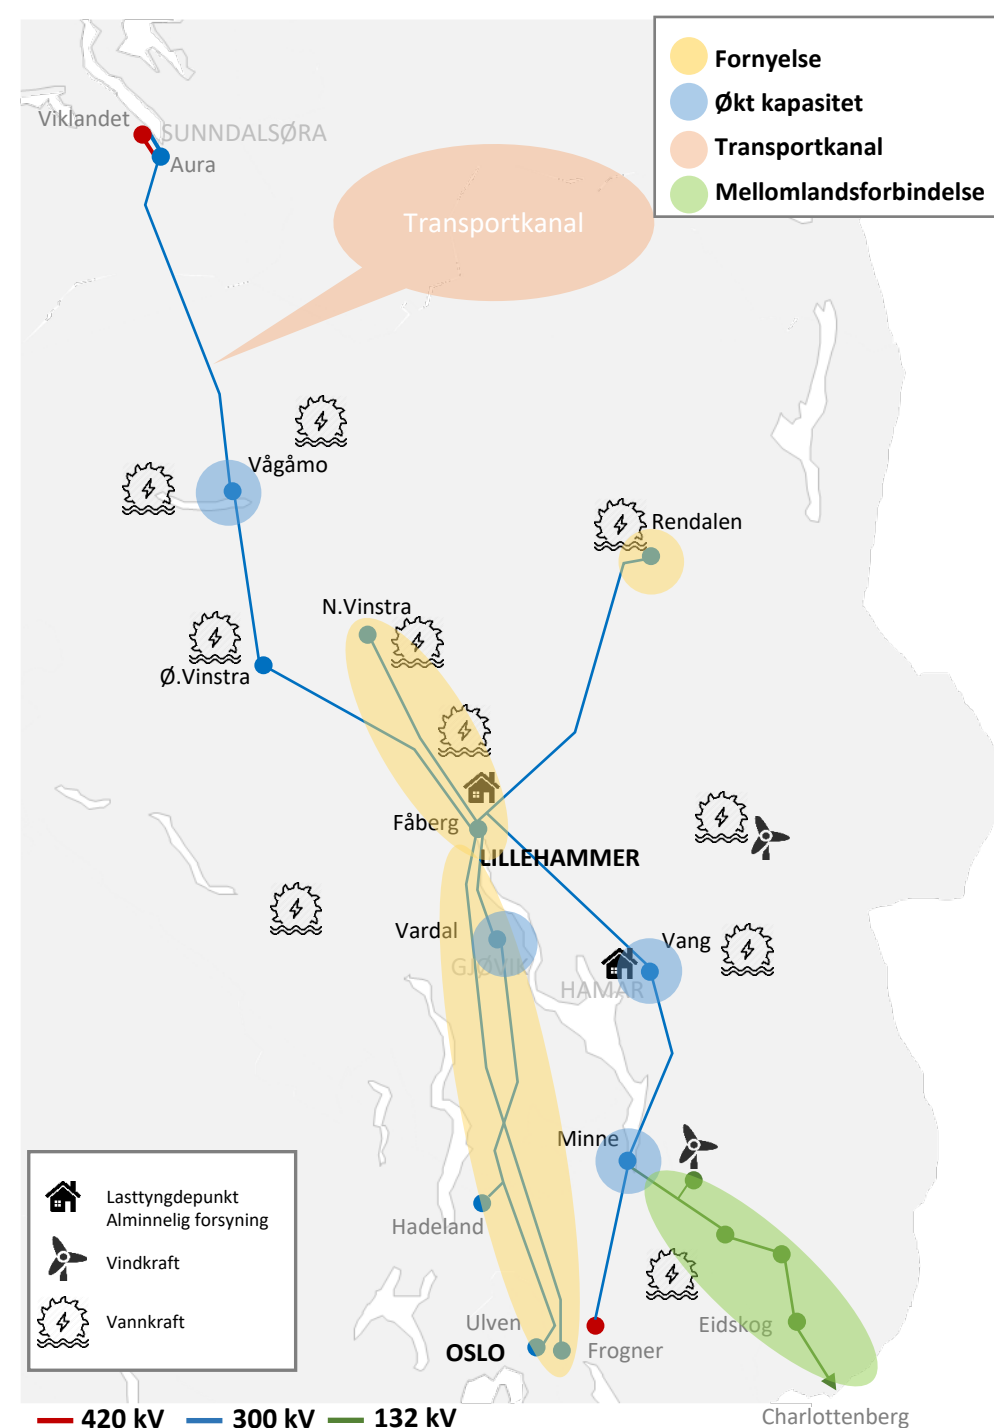 Fornyelse
Økt kapasitet
Transportkanal
Mellomlandsforbindelse
Viklandet
SUNNDALSØRA
Aura
Transportkanal
Vågåmo
Rendalen
N.Vinstra
Ø.Vinstra
Fåberg
LILLEHAMMER
Vardal
GJØVIK
Vang
HAMAR
Minne
Hadeland
Ulven
OSLO
Frogner
Eidskog
Charlottenberg
Lasttyngdepunkt
Alminnelig forsyning
Vindkraft
Vannkraft
420 kV
300 kV
132 kV